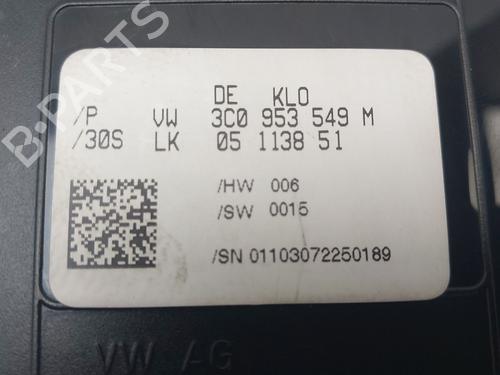 DE KLO
/P VW 3C0 953 549 M
/30S LK 05 1138 51
/HW 006
/SW 0015
/SN 01103072250189
VW AG
B-Parts